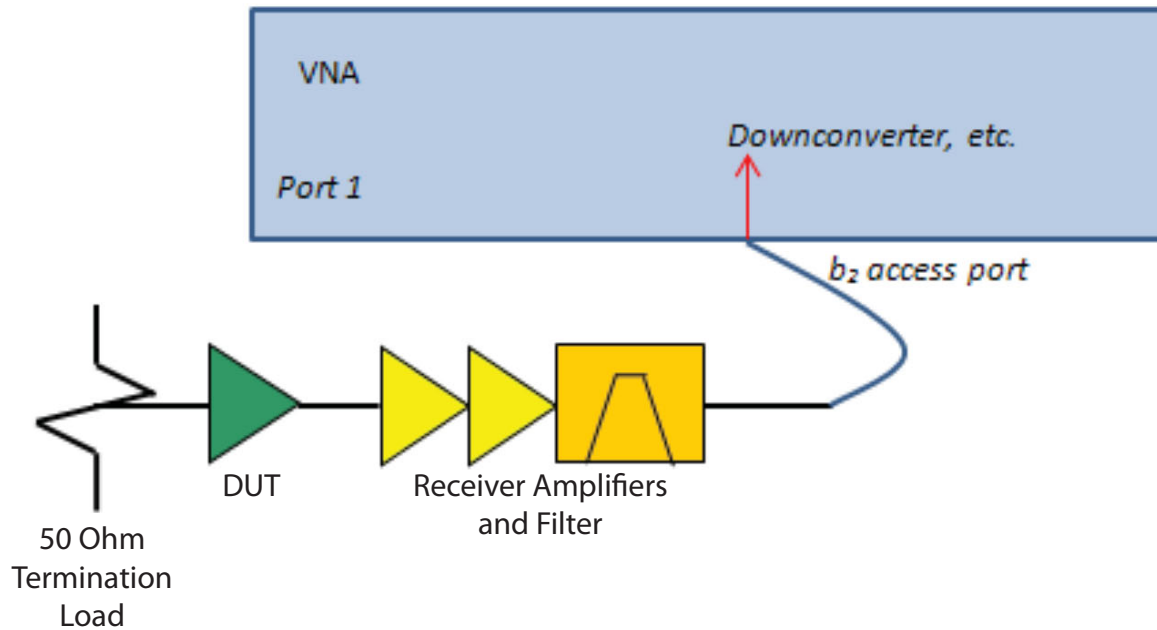 VNA
Downconverter, etc.
Port 1
b₂ access port
DUT
Receiver Amplifiers
and Filter
50 Ohm
Termination
Load